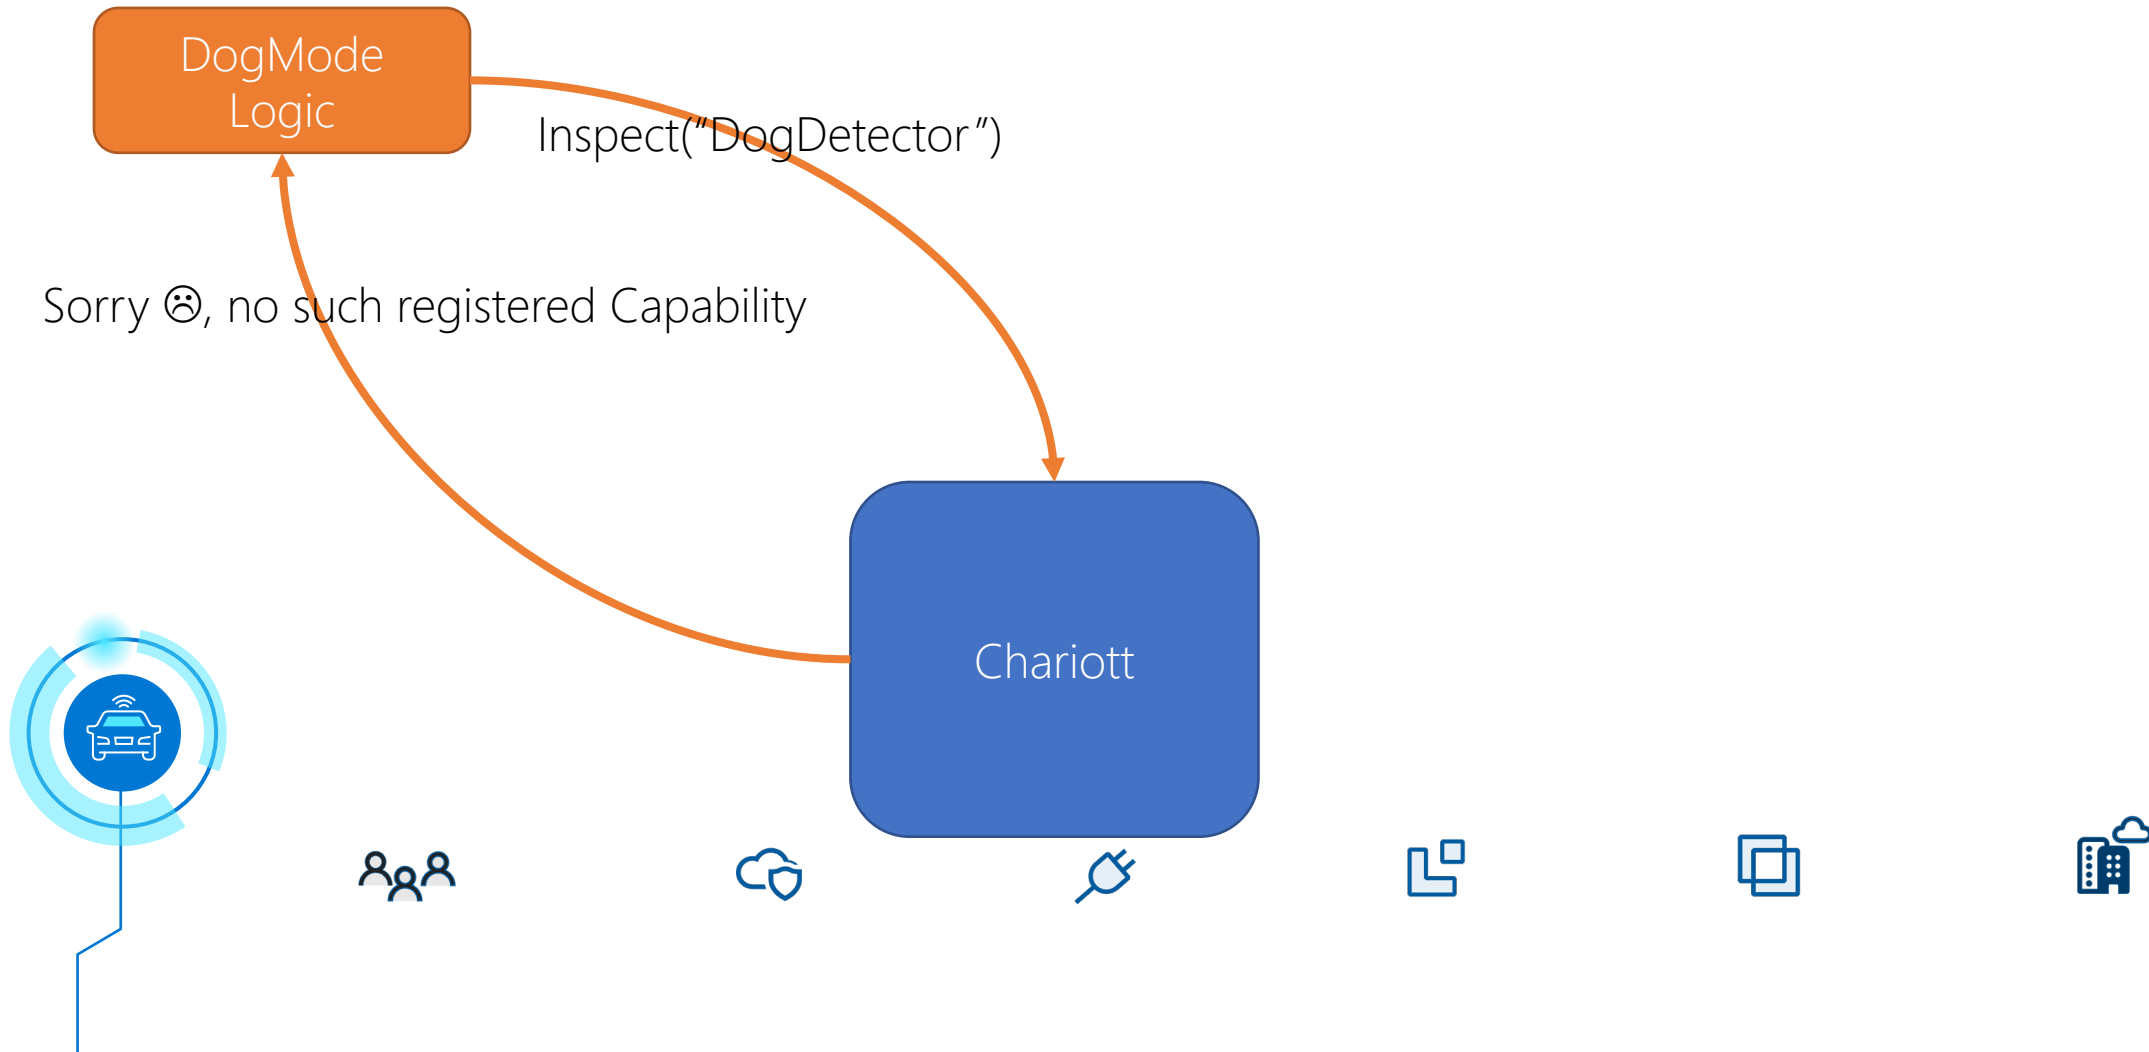 DogMode
Logic
Inspect(“DogDetector”)
Sorry ☹, no such registered Capability
Chariott